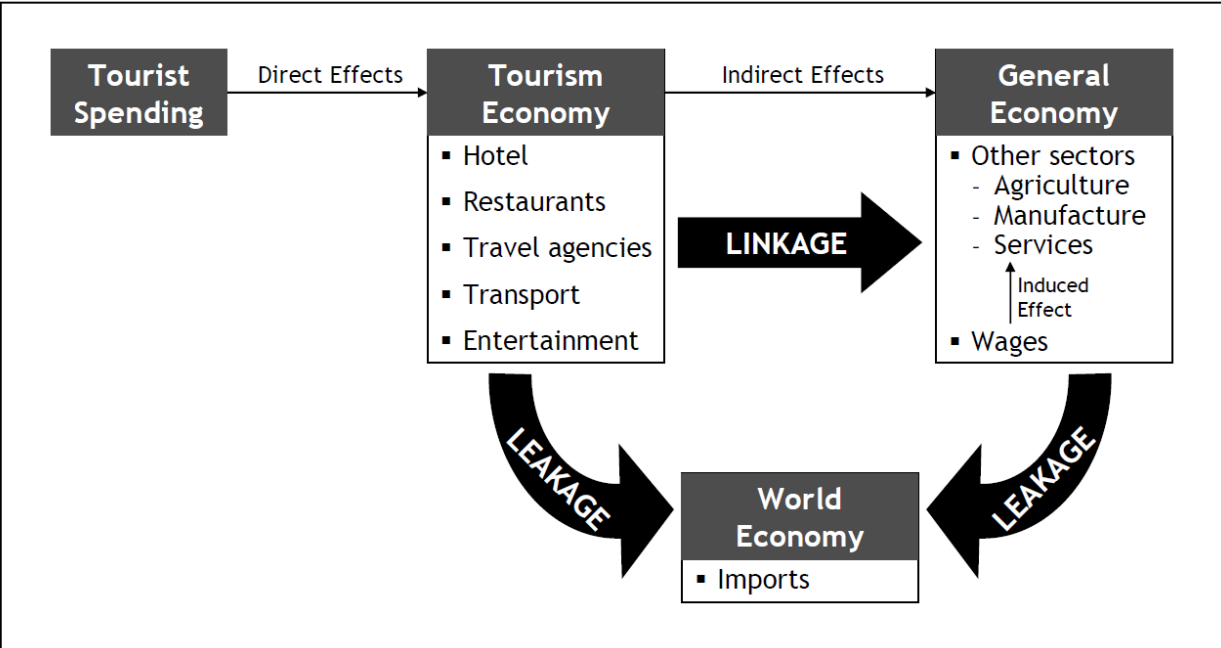 Tourist
Spending
Direct Effects
Tourism
Economy
▪ Hotel
▪ Restaurants
▪ Travel agencies
▪ Transport
▪ Entertainment
Indirect Effects
LINKAGE
General
Economy
▪ Other sectors
- Agriculture
- Manufacture
- Services
Induced
Effect
▪ Wages
LEAKAGE
LEAKAGE
World
Economy
▪ Imports